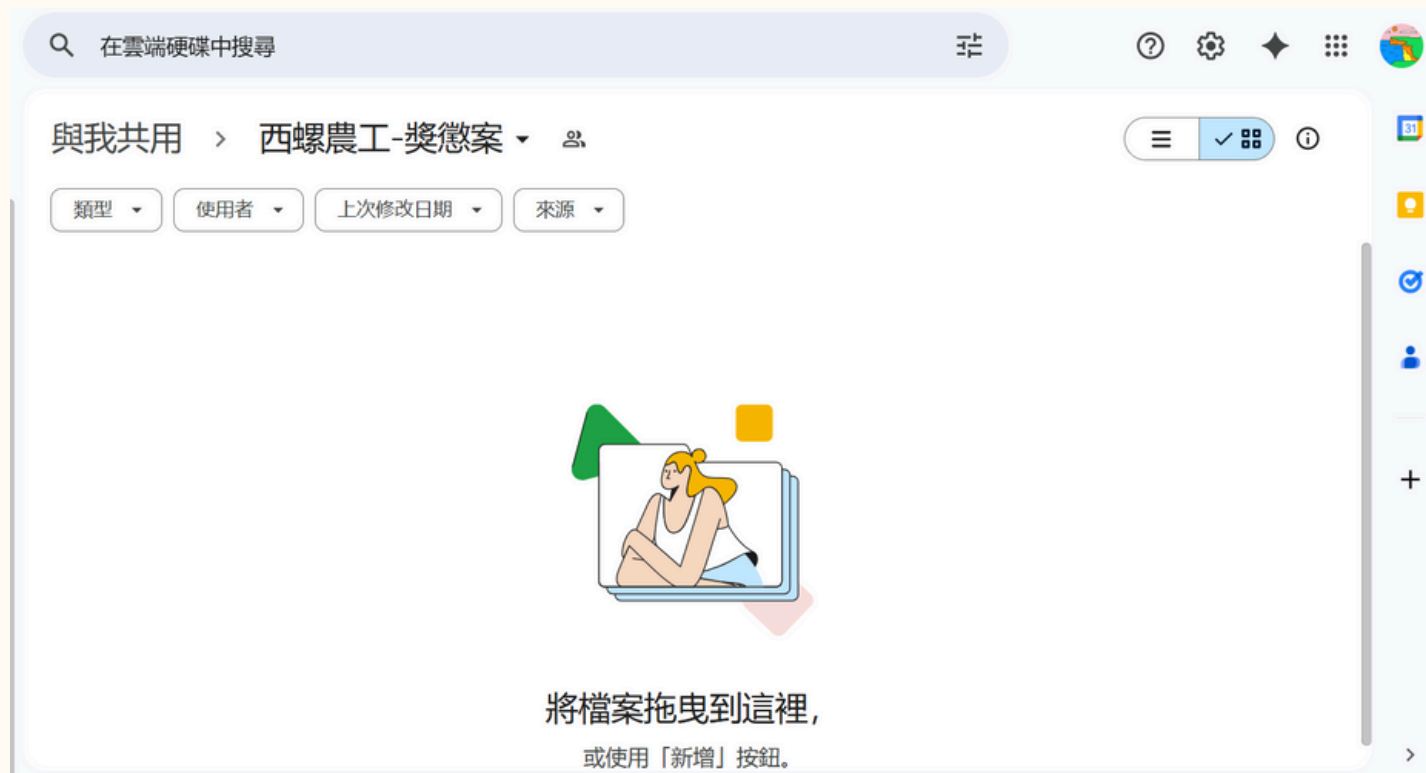 在雲端硬碟中搜尋
與我共用 > 西螺農工-獎懲案
類型 使用者 上次修改日期 來源
31
將檔案拖曳到這裡,
或使用「新增」按鈕。